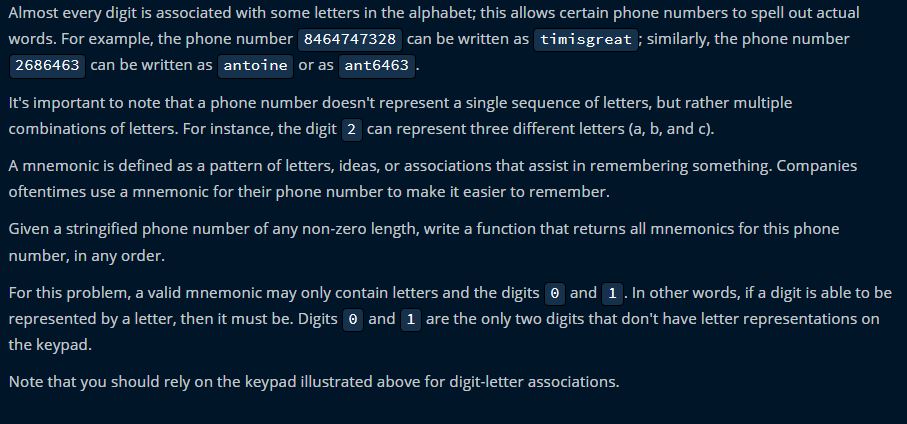 Almost every digit is associated with some letters in the alphabet; this allows certain phone numbers to spell out actual
words. For example, the phone number 8464747328 can be written as timisgreat; similarly, the phone number
2686463 can be written as antoine or as ant6463.
It's important to note that a phone number doesn't represent a single sequence of letters, but rather multiple
combinations of letters. For instance, the digit 2 can represent three different letters (a, b, and c).
A mnemonic is defined as a pattern of letters, ideas, or associations that assist in remembering something. Companies
oftentimes use a mnemonic for their phone number to make it easier to remember.
Given a stringified phone number of any non-zero length, write a function that returns all mnemonics for this phone
number, in any order.
For this problem, a valid mnemonic may only contain letters and the digits 0 and 1. In other words, if a digit is able to be
represented by a letter, then it must be. Digits 0 and 1 are the only two digits that don't have letter representations on
the keypad.
Note that you should rely on the keypad illustrated above for digit-letter associations.